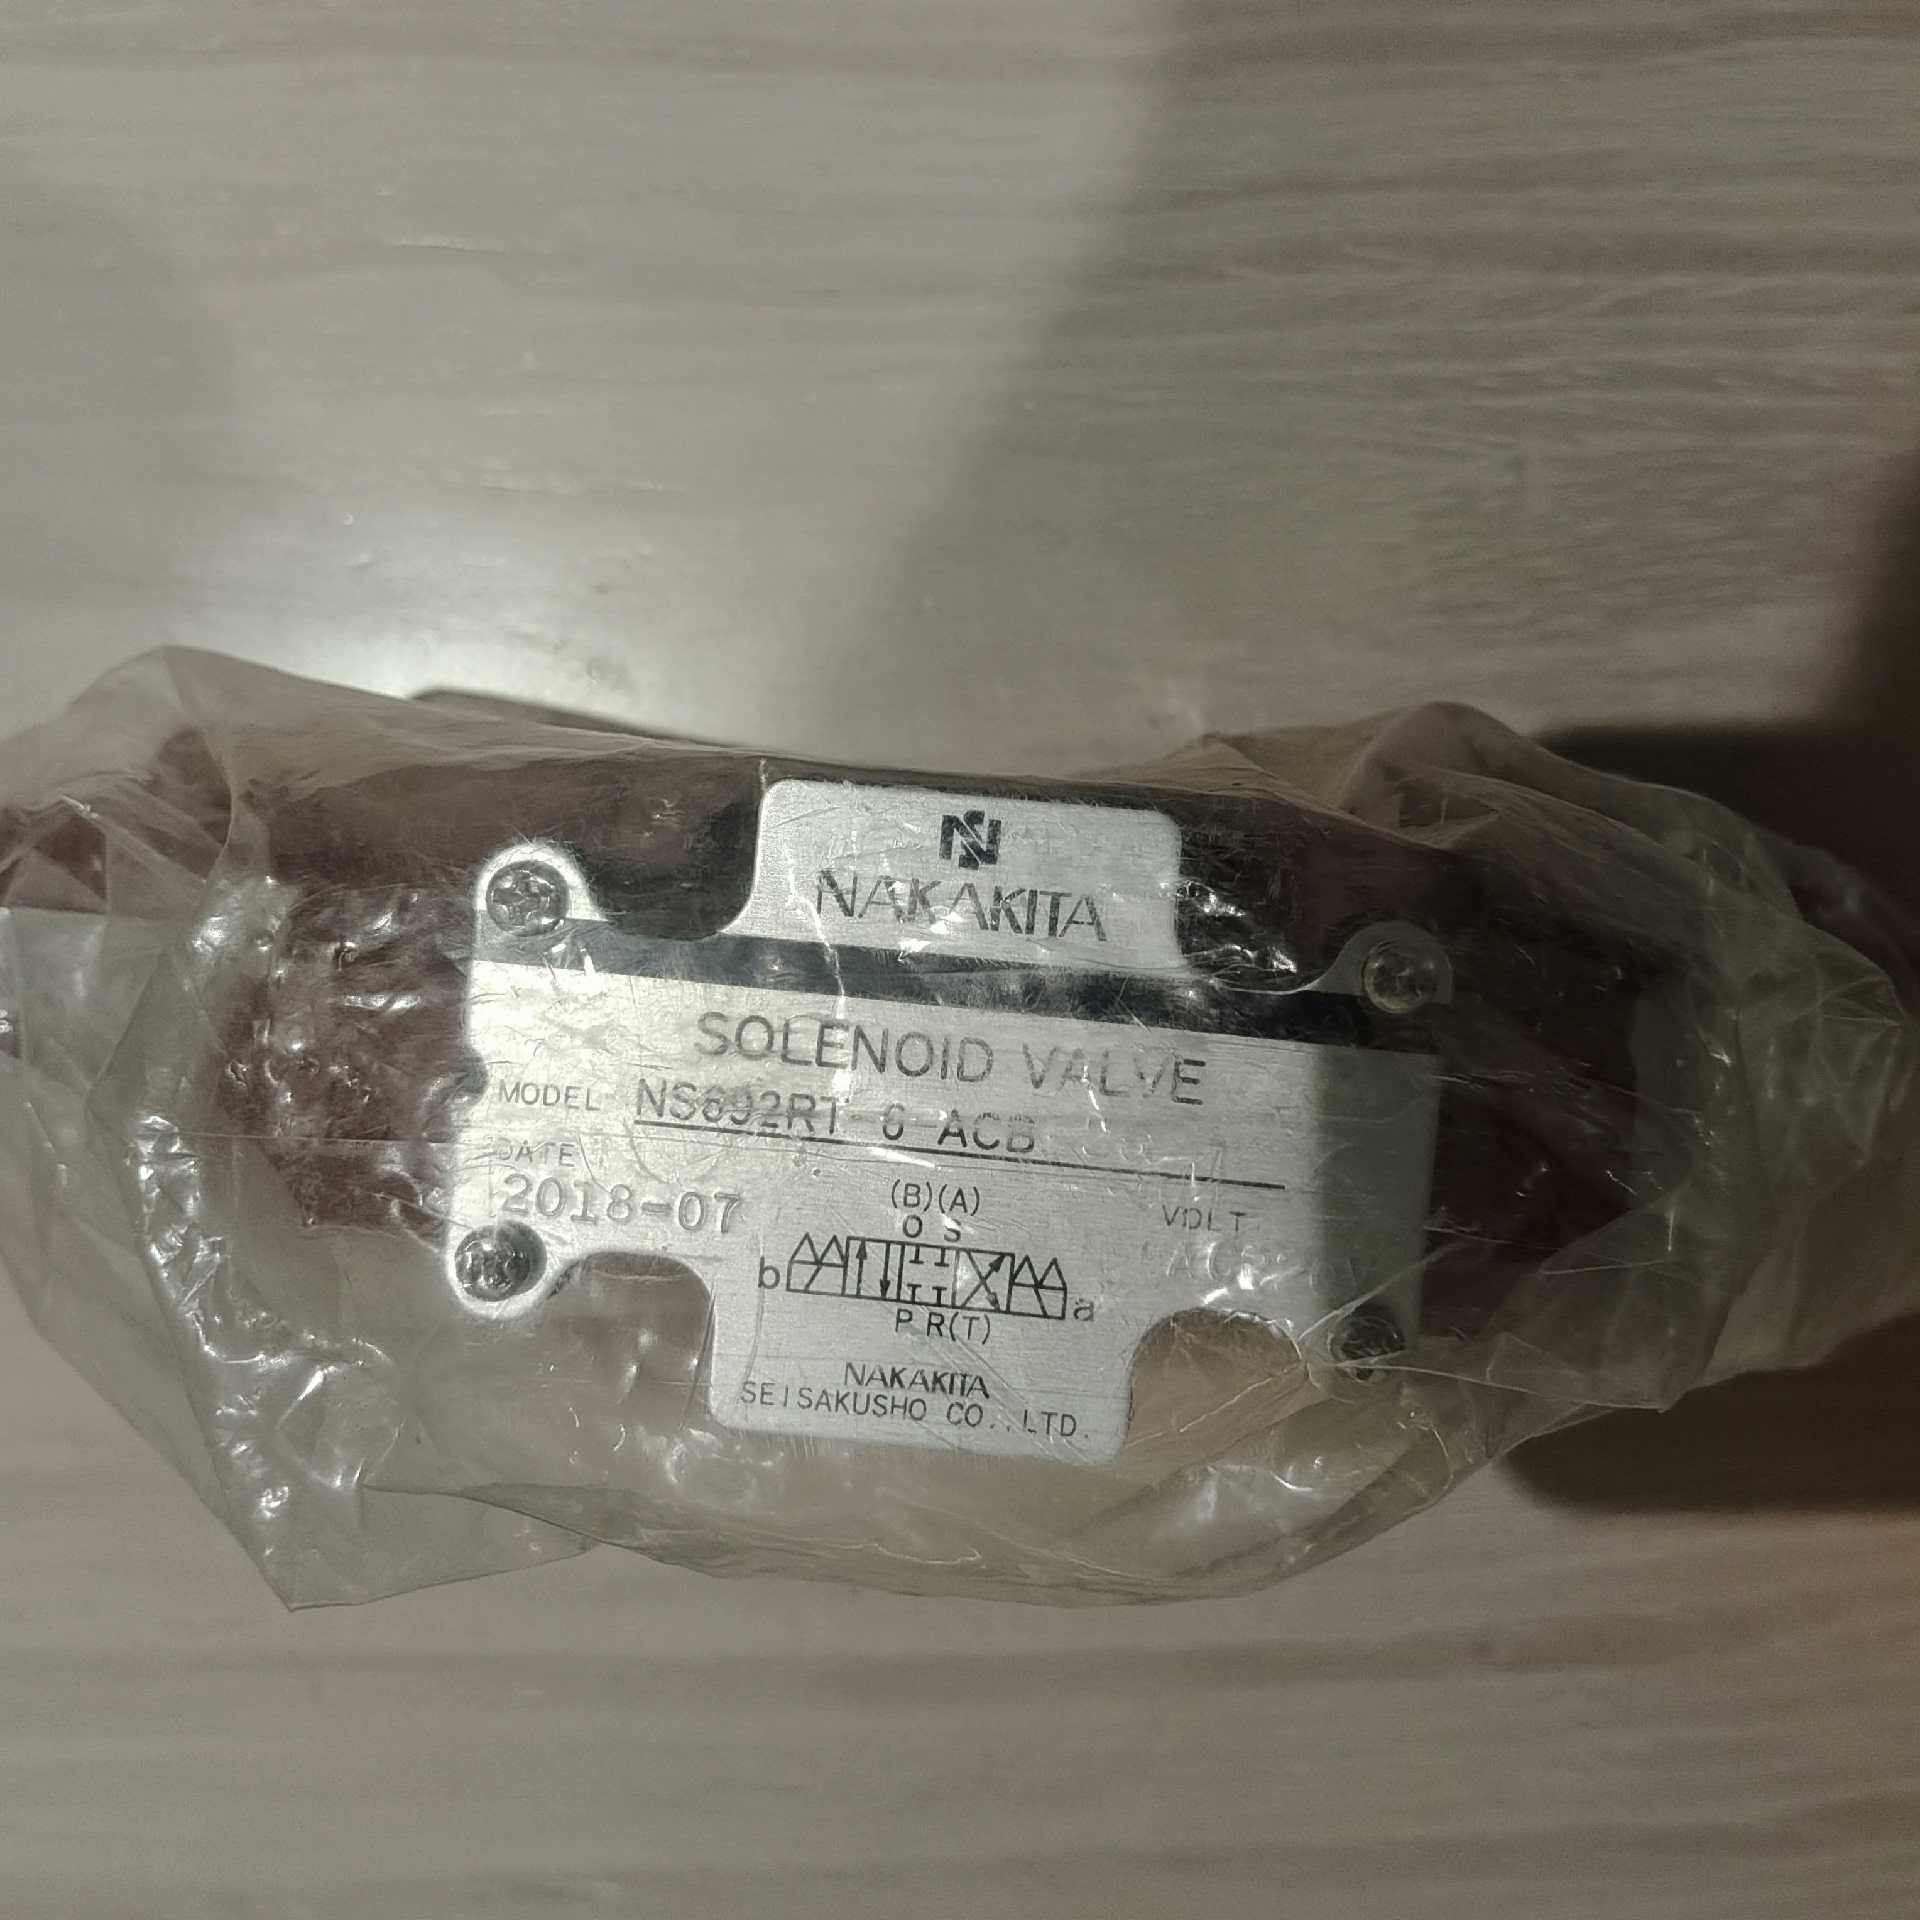 NAKAKITA
SOLENOID VALVE
MODEL NS692RT-6-ACB
DATE
2018-07
(B)(A)
O S
VOLT
b
a
P R(T)
NAKAKITA
SEISAKUSHO CO.,LTD.